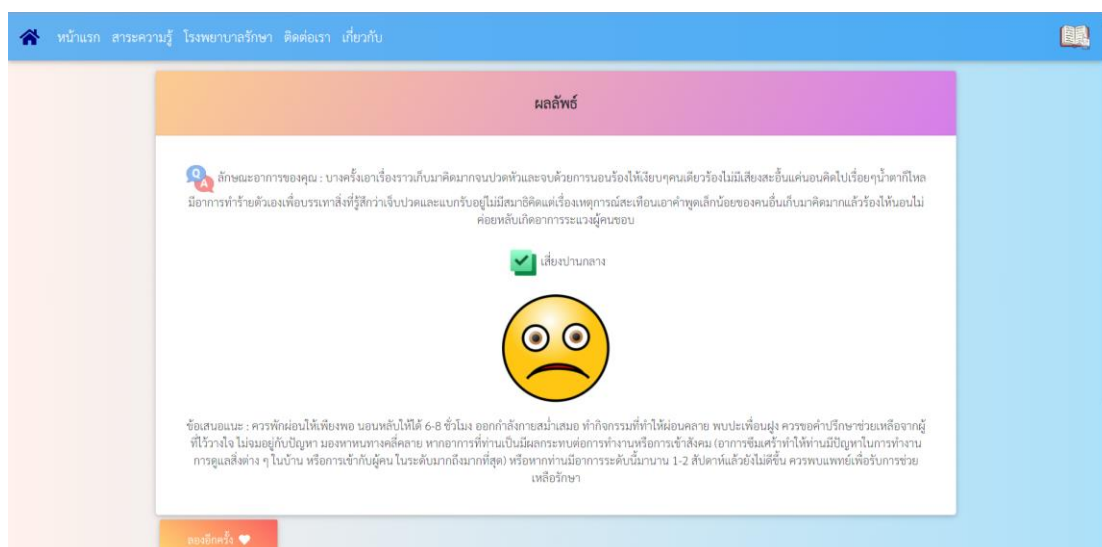 หน้าแรก สาระความรู้ โรงพยาบาลรักษา ติดต่อเรา เกี่ยวกับ
ผลลัพธ์
Q A ลักษณะอาการของคุณ : บางครั้งเอาเรื่องราวเก็บมาคิดมากจนปวดหัวและจบด้วยการนอนร้องไห้เงียบๆคนเดียวร้องไม่มีเสียงสะอื้นแค่นอนคิดไปเรื่อยๆน้ำตาก็ไหล
มีอาการทำร้ายตัวเองเพื่อบรรเทาสิ่งที่รู้สึกว่าเจ็บปวดและแบกรับอยู่ไม่มีสมาธิคิดแต่เรื่องเหตุการณ์สะเทือนเอาคำพูดเล็กน้อยของคนอื่นเก็บมาคิดมากแล้วร้องไห้นอนไม่
ค่อยหลับเกิดอาการระแวงผู้คนชอบ
เสี่ยงปานกลาง
ข้อเสนอแนะ : ควรพักผ่อนให้เพียงพอ นอนหลับให้ได้ 6-8 ชั่วโมง ออกกำลังกายสม่ำเสมอ ทำกิจกรรมที่ทำให้ผ่อนคลาย พบปะเพื่อนฝูง ควรขอคำปรึกษาช่วยเหลือจากผู้
ที่ไว้วางใจ ไม่จมอยู่กับปัญหา มองหาหนทางคลี่คลาย หากอาการที่ท่านเป็นมีผลกระทบต่อการทำงานหรือการเข้าสังคม (อาการซึมเศร้าทำให้ท่านมีปัญหาในการทำงาน
การดูแลสิ่งต่าง ๆ ในบ้าน หรือการเข้ากับผู้คน ในระดับมากถึงมากที่สุด) หรือหากท่านมีอาการระดับนี้มานาน 1-2 สัปดาห์แล้วยังไม่ดีขึ้น ควรพบแพทย์เพื่อรับการช่วย
เหลือรักษา
ลองอีกครั้ง